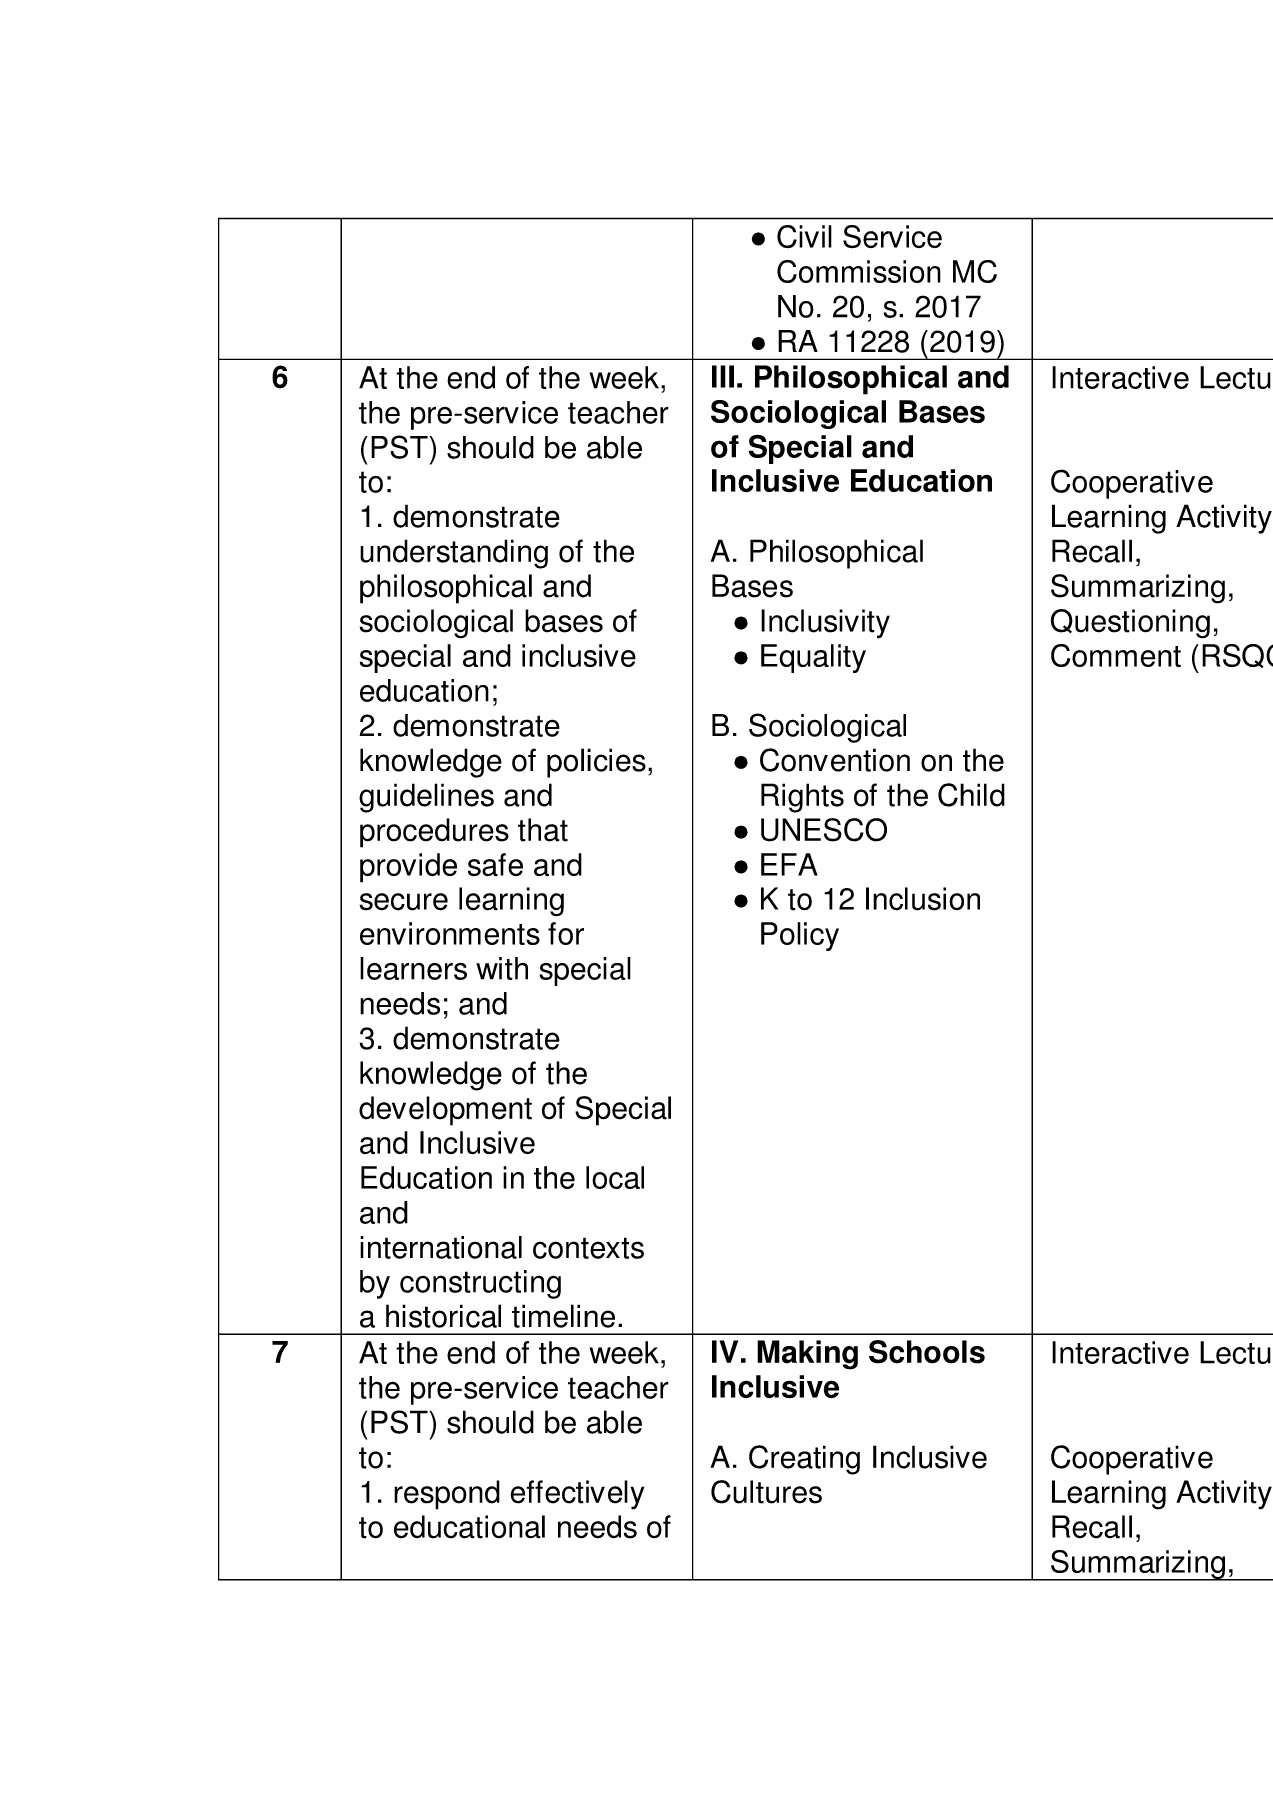 ● Civil Service
Commission MC
No. 20, s. 2017
● RA 11228 (2019)
6
At the end of the week,
the pre-service teacher
(PST) should be able
to:
1. demonstrate
understanding of the
philosophical and
sociological bases of
special and inclusive
education;
2. demonstrate
knowledge of policies,
guidelines and
procedures that
provide safe and
secure learning
environments for
learners with special
needs; and
3. demonstrate
knowledge of the
development of Special
and Inclusive
Education in the local
and
international contexts
by constructing
a historical timeline.
III. Philosophical and
Sociological Bases
of Special and
Inclusive Education
A. Philosophical
Bases
● Inclusivity
● Equality
B. Sociological
● Convention on the
Rights of the Child
● UNESCO
● EFA
● K to 12 Inclusion
Policy
Interactive Lectu
Cooperative
Learning Activity
Recall,
Summarizing,
Questioning,
Comment (RSQC
7
At the end of the week,
the pre-service teacher
(PST) should be able
to:
1. respond effectively
to educational needs of
IV. Making Schools
Inclusive
A. Creating Inclusive
Cultures
Interactive Lectu
Cooperative
Learning Activity
Recall,
Summarizing,